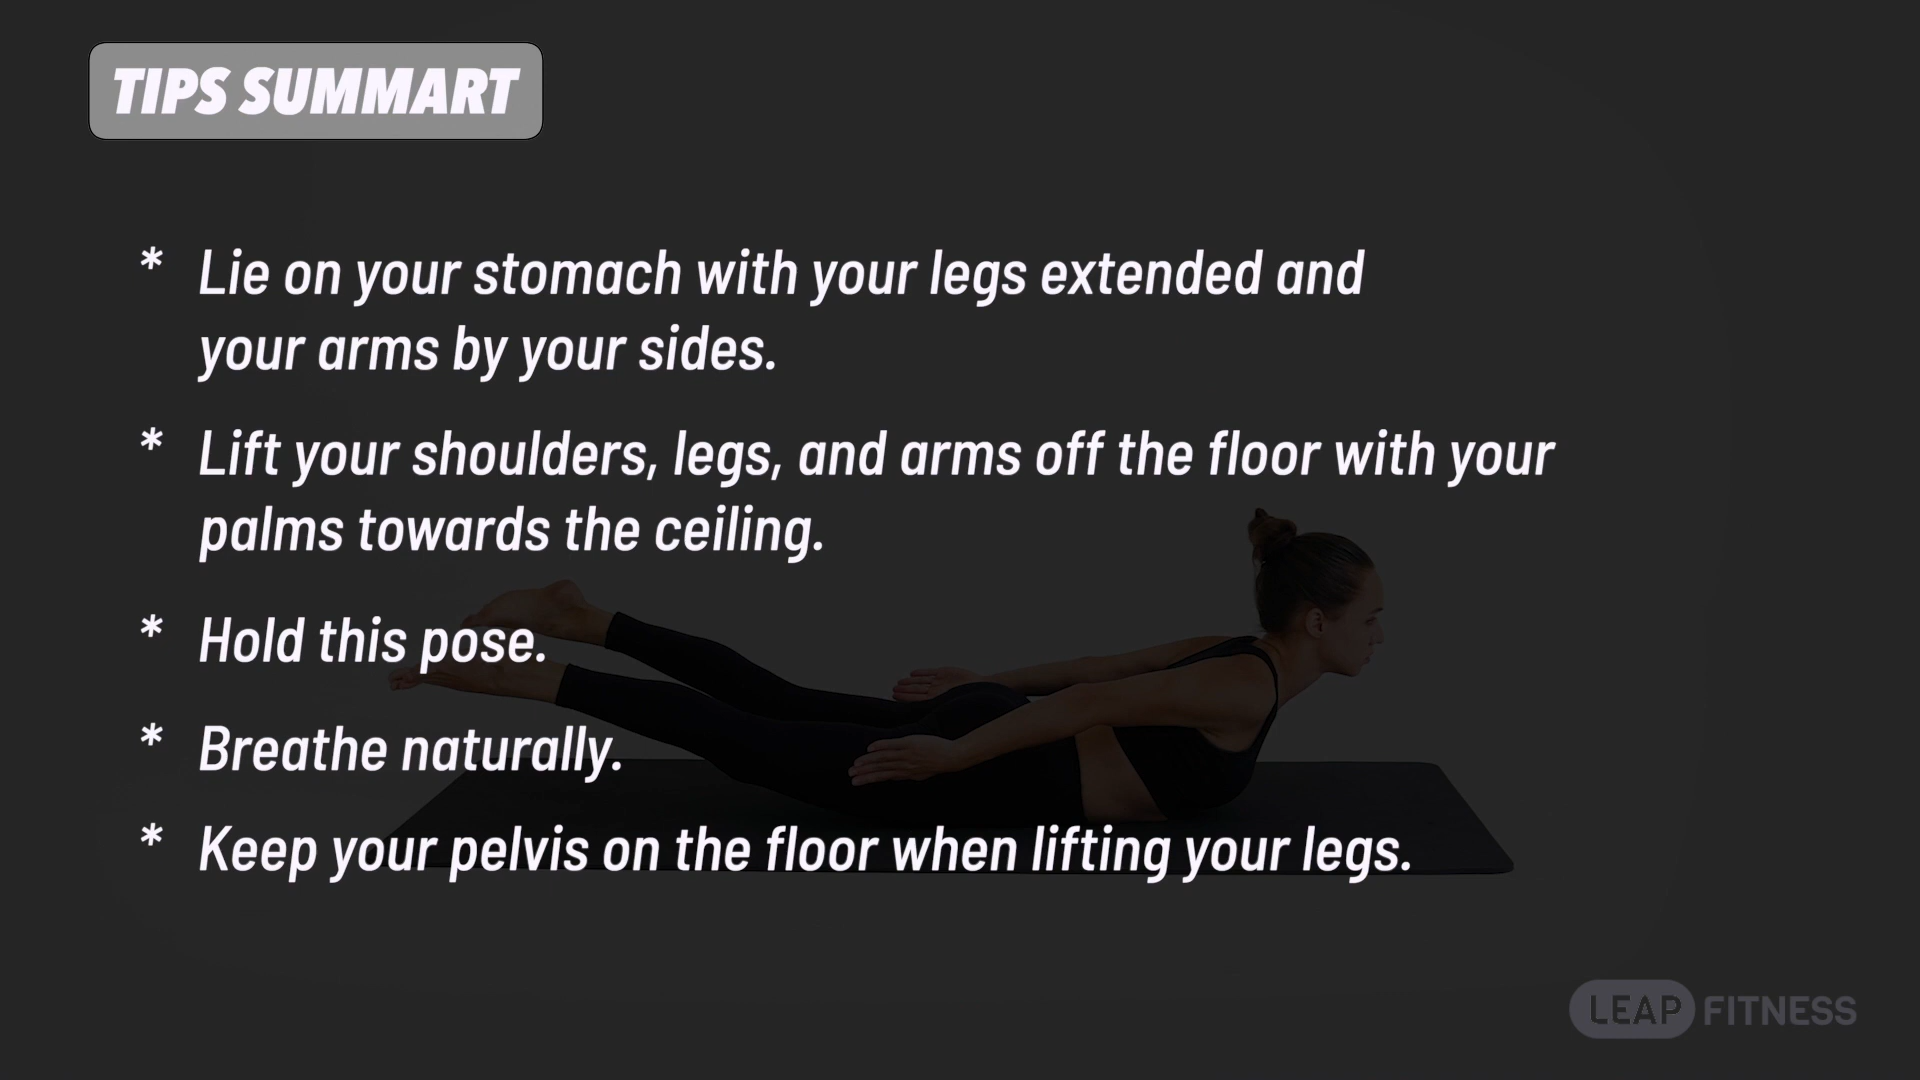 TIPS SUMMART
* Lie on your stomach with your legs extended and
your arms by your sides.
* Lift your shoulders, legs, and arms off the floor with your
palms towards the ceiling.
* Hold this pose.
* Breathe naturally.
* Keep your pelvis on the floor when lifting your legs.
LEAP FITNESS